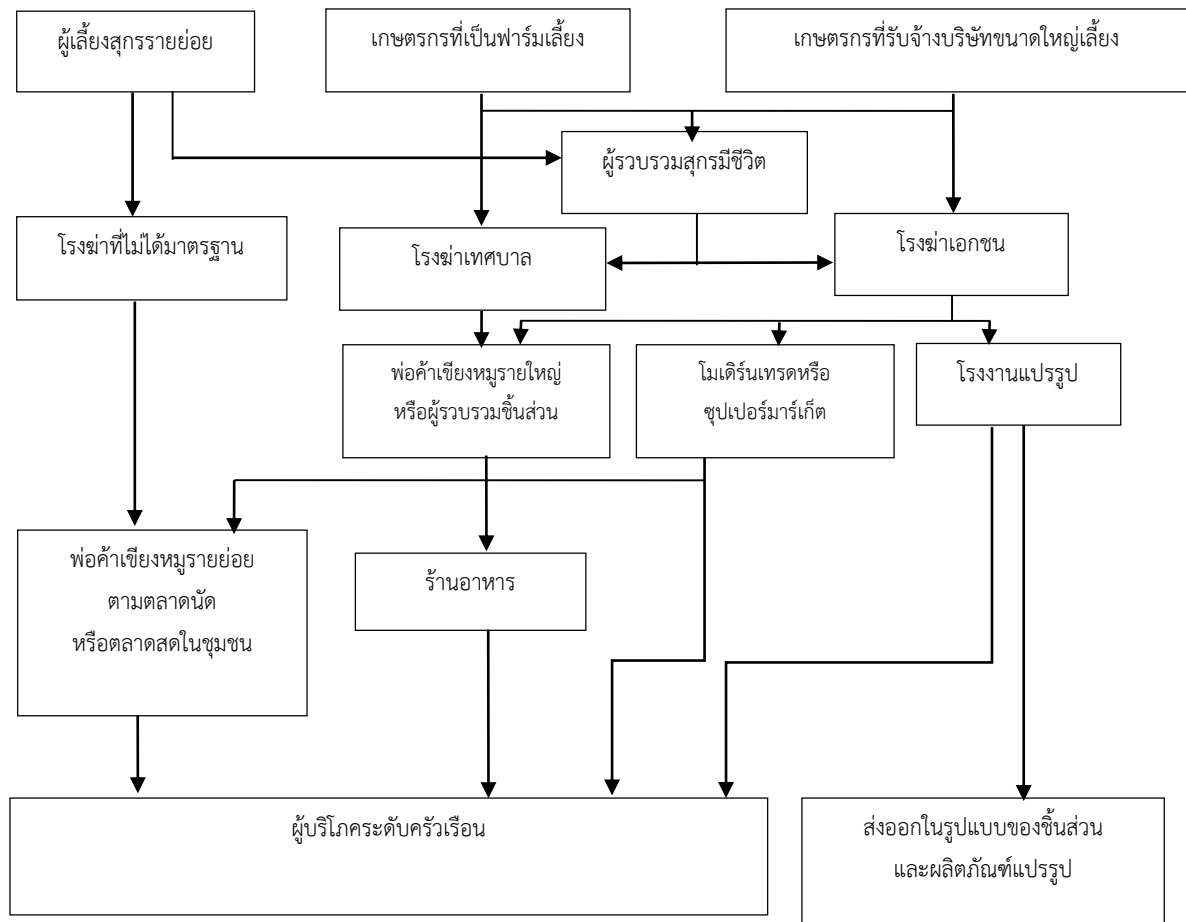 ผู้เลี้ยงสุกรรายย่อย
เกษตรกรที่เป็นฟาร์มเลี้ยง
เกษตรกรที่รับจ้างบริษัทขนาดใหญ่เลี้ยง
ผู้รวบรวมสุกรมีชีวิต
โรงฆ่าที่ไม่ได้มาตรฐาน
โรงฆ่าเทศบาล
โรงฆ่าเอกชน
พ่อค้าเขียงหมูรายใหญ่
หรือผู้รวบรวมชิ้นส่วน
โมเดิร์นเทรดหรือ
ซุปเปอร์มาร์เก็ต
โรงงานแปรรูป
พ่อค้าเขียงหมูรายย่อย
ตามตลาดนัด
หรือตลาดสดในชุมชน
ร้านอาหาร
ผู้บริโภคระดับครัวเรือน
ส่งออกในรูปแบบของชิ้นส่วน
และผลิตภัณฑ์แปรรูป